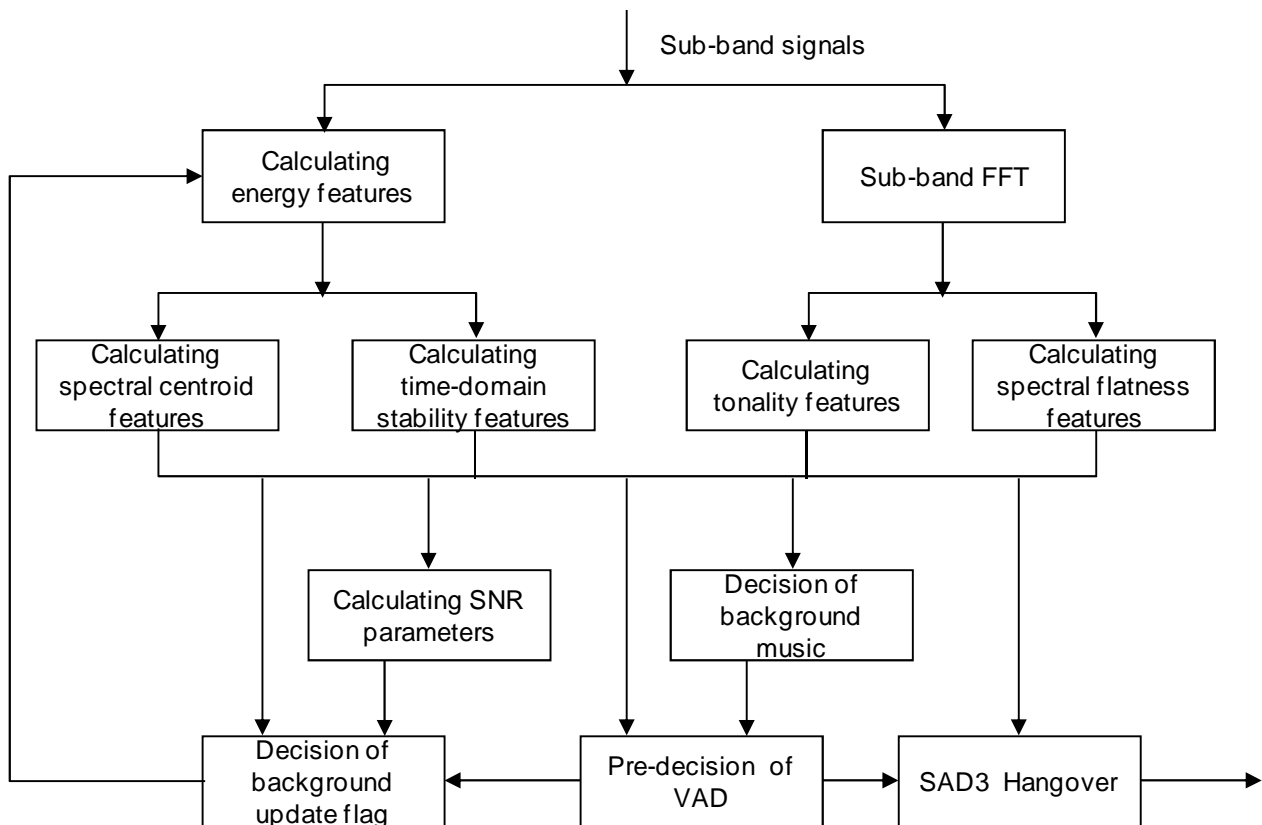 Sub-band signals
Calculating
energy features
Sub-band FFT
Calculating
spectral centroid
features
Calculating
time-domain
stability features
Calculating
tonality features
Calculating
spectral flatness
features
Calculating SNR
parameters
Decision of
background
music
Decision of
background
update flag
Pre-decision of
VAD
SAD3 Hangover